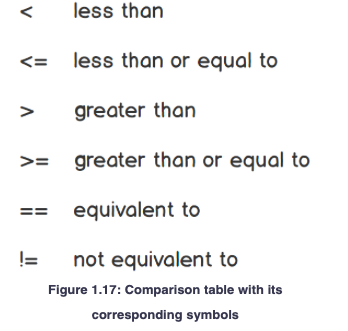 < less than
<= less than or equal to
> greater than
>= greater than or equal to
== equivalent to
!= not equivalent to
Figure 1.17: Comparison table with its
corresponding symbols